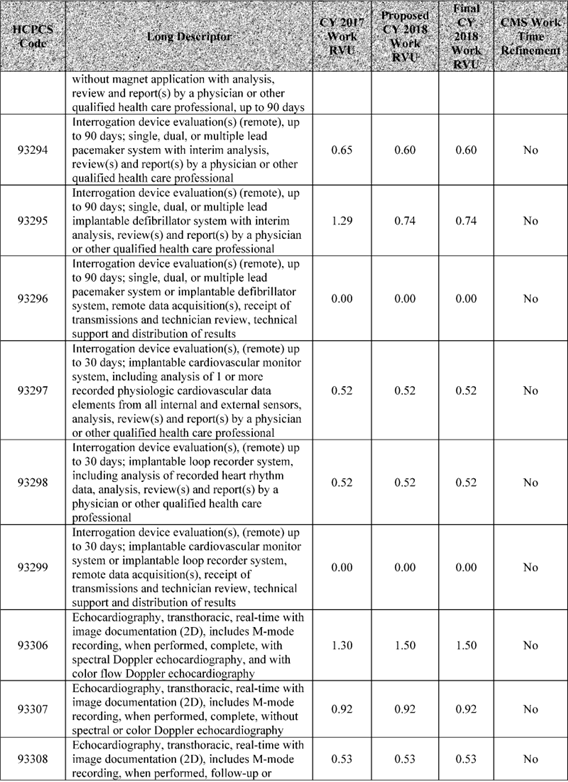 HCPCS Code | Long Descriptor | CY 2017 Work RVU | Proposed CY 2018 Work RVU | Final CY 2018 Work RVU | CMS Work Time Refinement
without magnet application with analysis,
review and report(s) by a physician or other
qualified health care professional, up to 90 days
93294
Interrogation device evaluation(s) (remote), up
to 90 days; single, dual, or multiple lead
pacemaker system with interim analysis,
review(s) and report(s) by a physician or other
qualified health care professional
0.65 0.60 0.60 No
93295
Interrogation device evaluation(s) (remote), up
to 90 days; single, dual, or multiple lead
implantable defibrillator system with interim
analysis, review(s) and report(s) by a physician
or other qualified health care professional
1.29 0.74 0.74 No
93296
Interrogation device evaluation(s) (remote), up
to 90 days; single, dual, or multiple lead
pacemaker system or implantable defibrillator
system, remote data acquisition(s), receipt of
transmissions and technician review, technical
support and distribution of results
0.00 0.00 0.00 No
93297
Interrogation device evaluation(s), (remote) up
to 30 days; implantable cardiovascular monitor
system, including analysis of 1 or more
recorded physiologic cardiovascular data
elements from all internal and external sensors,
analysis, review(s) and report(s) by a physician
or other qualified health care professional
0.52 0.52 0.52 No
93298
Interrogation device evaluation(s), (remote) up
to 30 days; implantable loop recorder system,
including analysis of recorded heart rhythm
data, analysis, review(s) and report(s) by a
physician or other qualified health care
professional
0.52 0.52 0.52 No
93299
Interrogation device evaluation(s), (remote) up
to 30 days; implantable cardiovascular monitor
system or implantable loop recorder system,
remote data acquisition(s), receipt of
transmissions and technician review, technical
support and distribution of results
0.00 0.00 0.00 No
93306
Echocardiography, transthoracic, real-time with
image documentation (2D), includes M-mode
recording, when performed, complete, with
spectral Doppler echocardiography, and with
color flow Doppler echocardiography
1.30 1.50 1.50 No
93307
Echocardiography, transthoracic, real-time with
image documentation (2D), includes M-mode
recording, when performed, complete, without
spectral or color Doppler echocardiography
0.92 0.92 0.92 No
93308
Echocardiography, transthoracic, real-time with
image documentation (2D), includes M-mode
recording, when performed, follow-up or
0.53 0.53 0.53 No